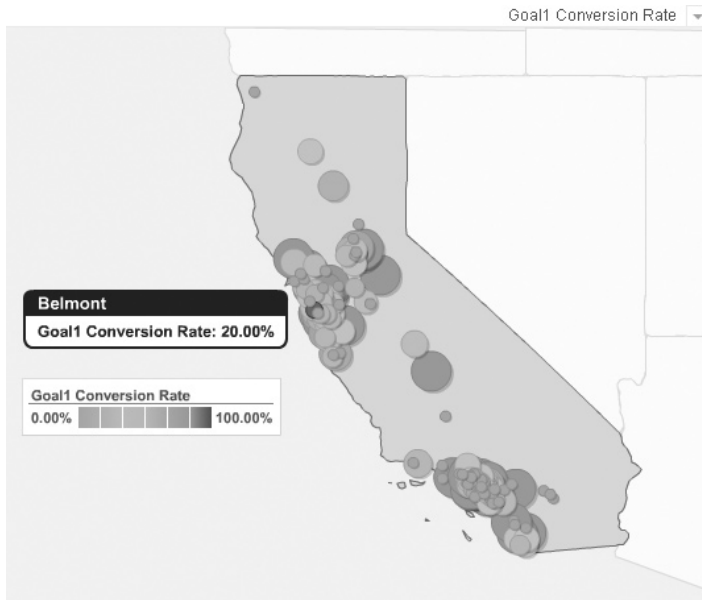 Goal1 Conversion Rate
Belmont
Goal1 Conversion Rate: 20.00%
Goal1 Conversion Rate
0.00% 100.00%